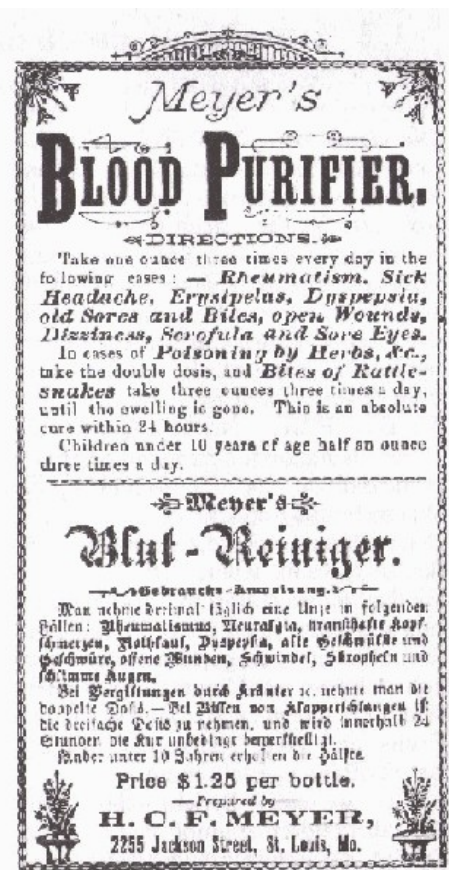 Meyer's
BLOOD PURIFIER.
DIRECTIONS.
Take one ounce three times every day in the
following cases: — Rheumatism. Sick
Headache, Erysipelas, Dyspepsia,
old Sores and Bites, open Wounds,
Dizziness, Scrofula and Sore Eyes.
In cases of Poisoning by Herbs, &c.,
take the double dosis, and Bites of Rattle-
snakes take three ounces three times a day,
until the swelling is gone. This is an absolute
cure within 24 hours.
Children under 10 years of age half an ounce
three times a day.
Meyer's
Blut-Reiniger.
Gebrauchs-Anweisung.
Man nehme dreimal täglich eine Unze in folgenden
Fällen: Rheumatismus, Neuralgia, krankhafte Kopf-
schmerzen, Rothlauf, Dyspepsia, alte Geschwülste und
Geschwüre, offene Wunden, Schwindel, Skropheln und
schlimme Augen.
Bei Vergiftungen durch Kräuter ꝛc. nehme man die
doppelte Dosis. — Bei Bissen von Klapperschlangen ist
die dreifache Dosis zu nehmen, und wird innerhalb 24
Stunden die Kur unbedingt
Kinder unter 10 Jahren erhalten die Hälfte.
Price $1.25 per bottle.
Prepared by
H. C. F. MEYER,
2255 Jackson Street, St. Louis, Mo.